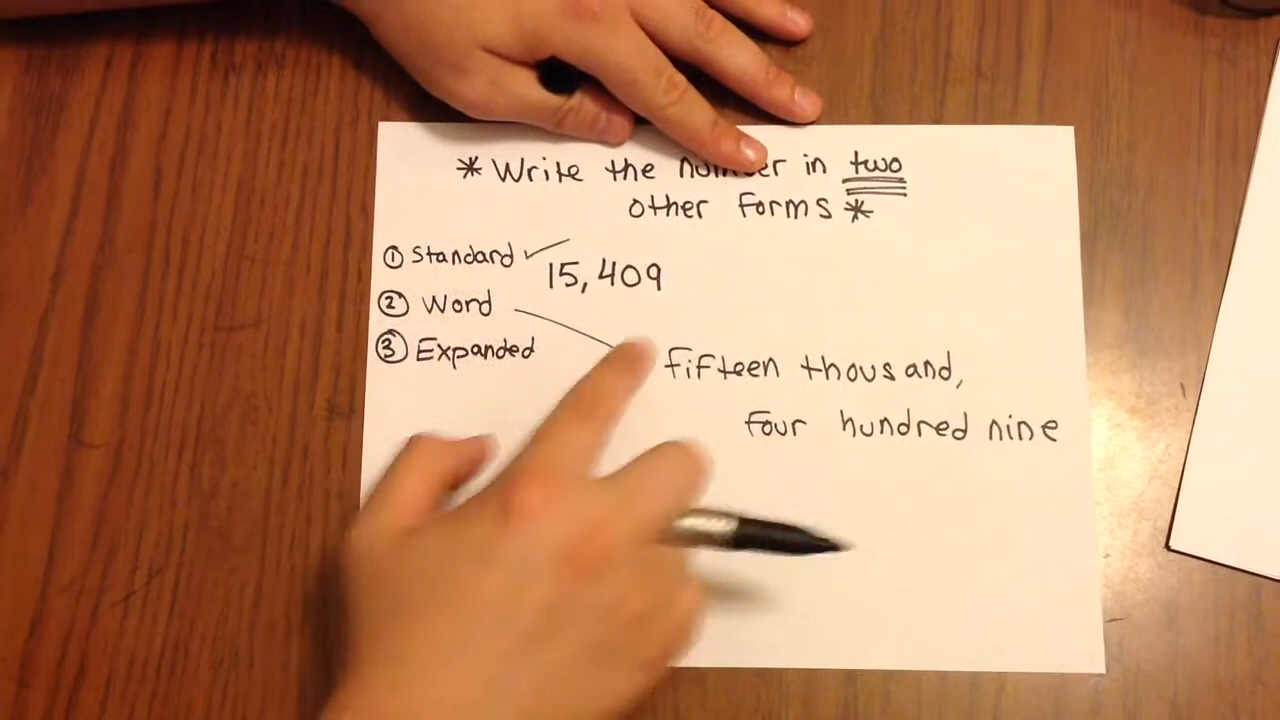 *Write the number in two
other forms*
① Standard ✓
15,409
② Word
③ Expanded
fifteen thousand,
four hundred nine